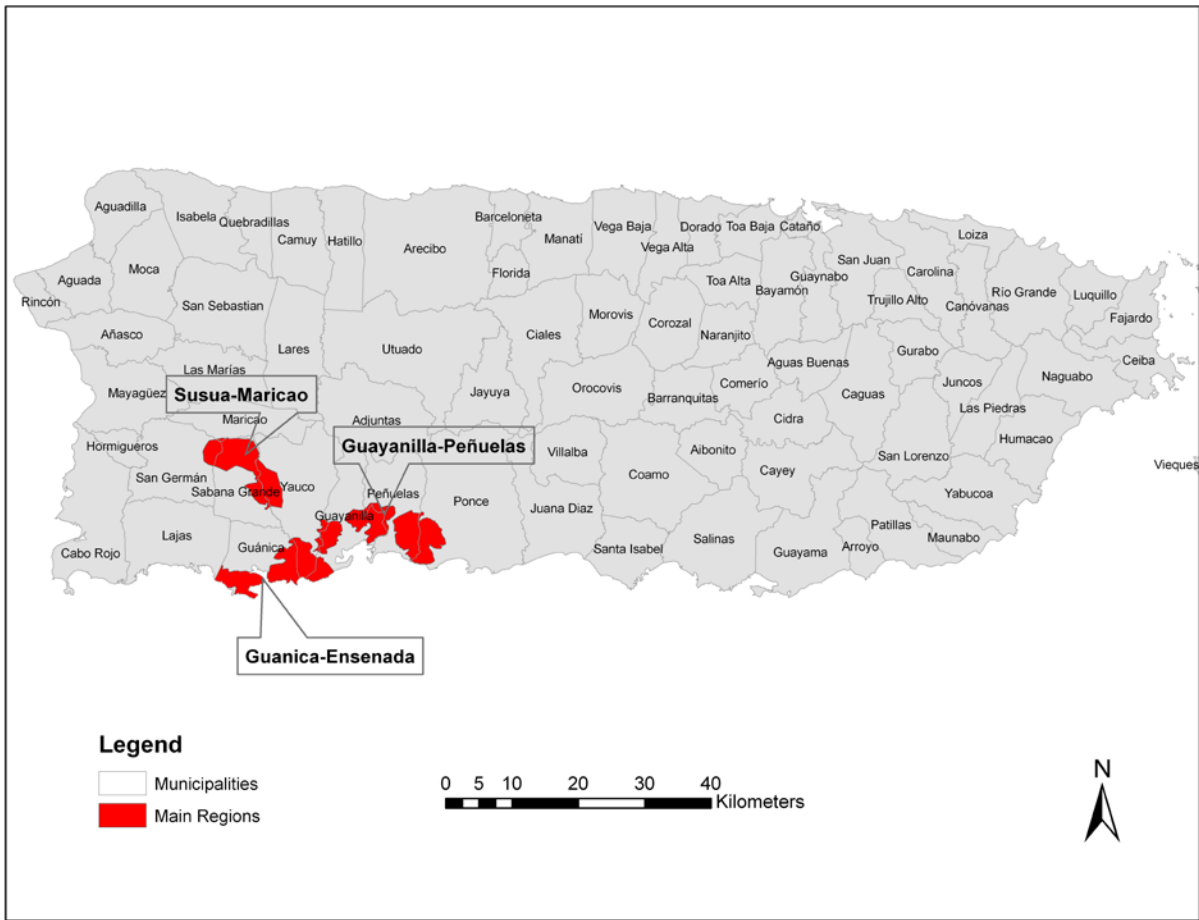 Aguadilla
Isabela
Quebradillas
Camuy
Hatillo
Arecibo
Barceloneta
Manatí
Vega Baja
Vega Alta
Dorado
Toa Baja
Cataño
Loiza
Aguada
Moca
Florida
San Juan
Carolina
Rincón
San Sebastian
Toa Alta
Bayamón
Guaynabo
Trujillo Alto
Canóvanas
Río Grande
Luquillo
Fajardo
Añasco
Lares
Utuado
Ciales
Morovis
Corozal
Naranjito
Aguas Buenas
Gurabo
Ceiba
Las Marías
Mayagüez
Susua-Maricao
Maricao
Adjuntas
Jayuya
Orocovis
Barranquitas
Comerío
Cidra
Caguas
Juncos
Las Piedras
Naguabo
Humacao
Hormigueros
Guayanilla-Peñuelas
Villalba
Coamo
Aibonito
Cayey
San Lorenzo
Vieques
San Germán
Sabana Grande
Yauco
Peñuelas
Guayanilla
Ponce
Juana Diaz
Yabucoa
Cabo Rojo
Lajas
Guánica
Santa Isabel
Salinas
Guayama
Arroyo
Patillas
Maunabo
Guanica-Ensenada
Legend
Municipalities
Main Regions
0 5 10 20 30 40
Kilometers
N